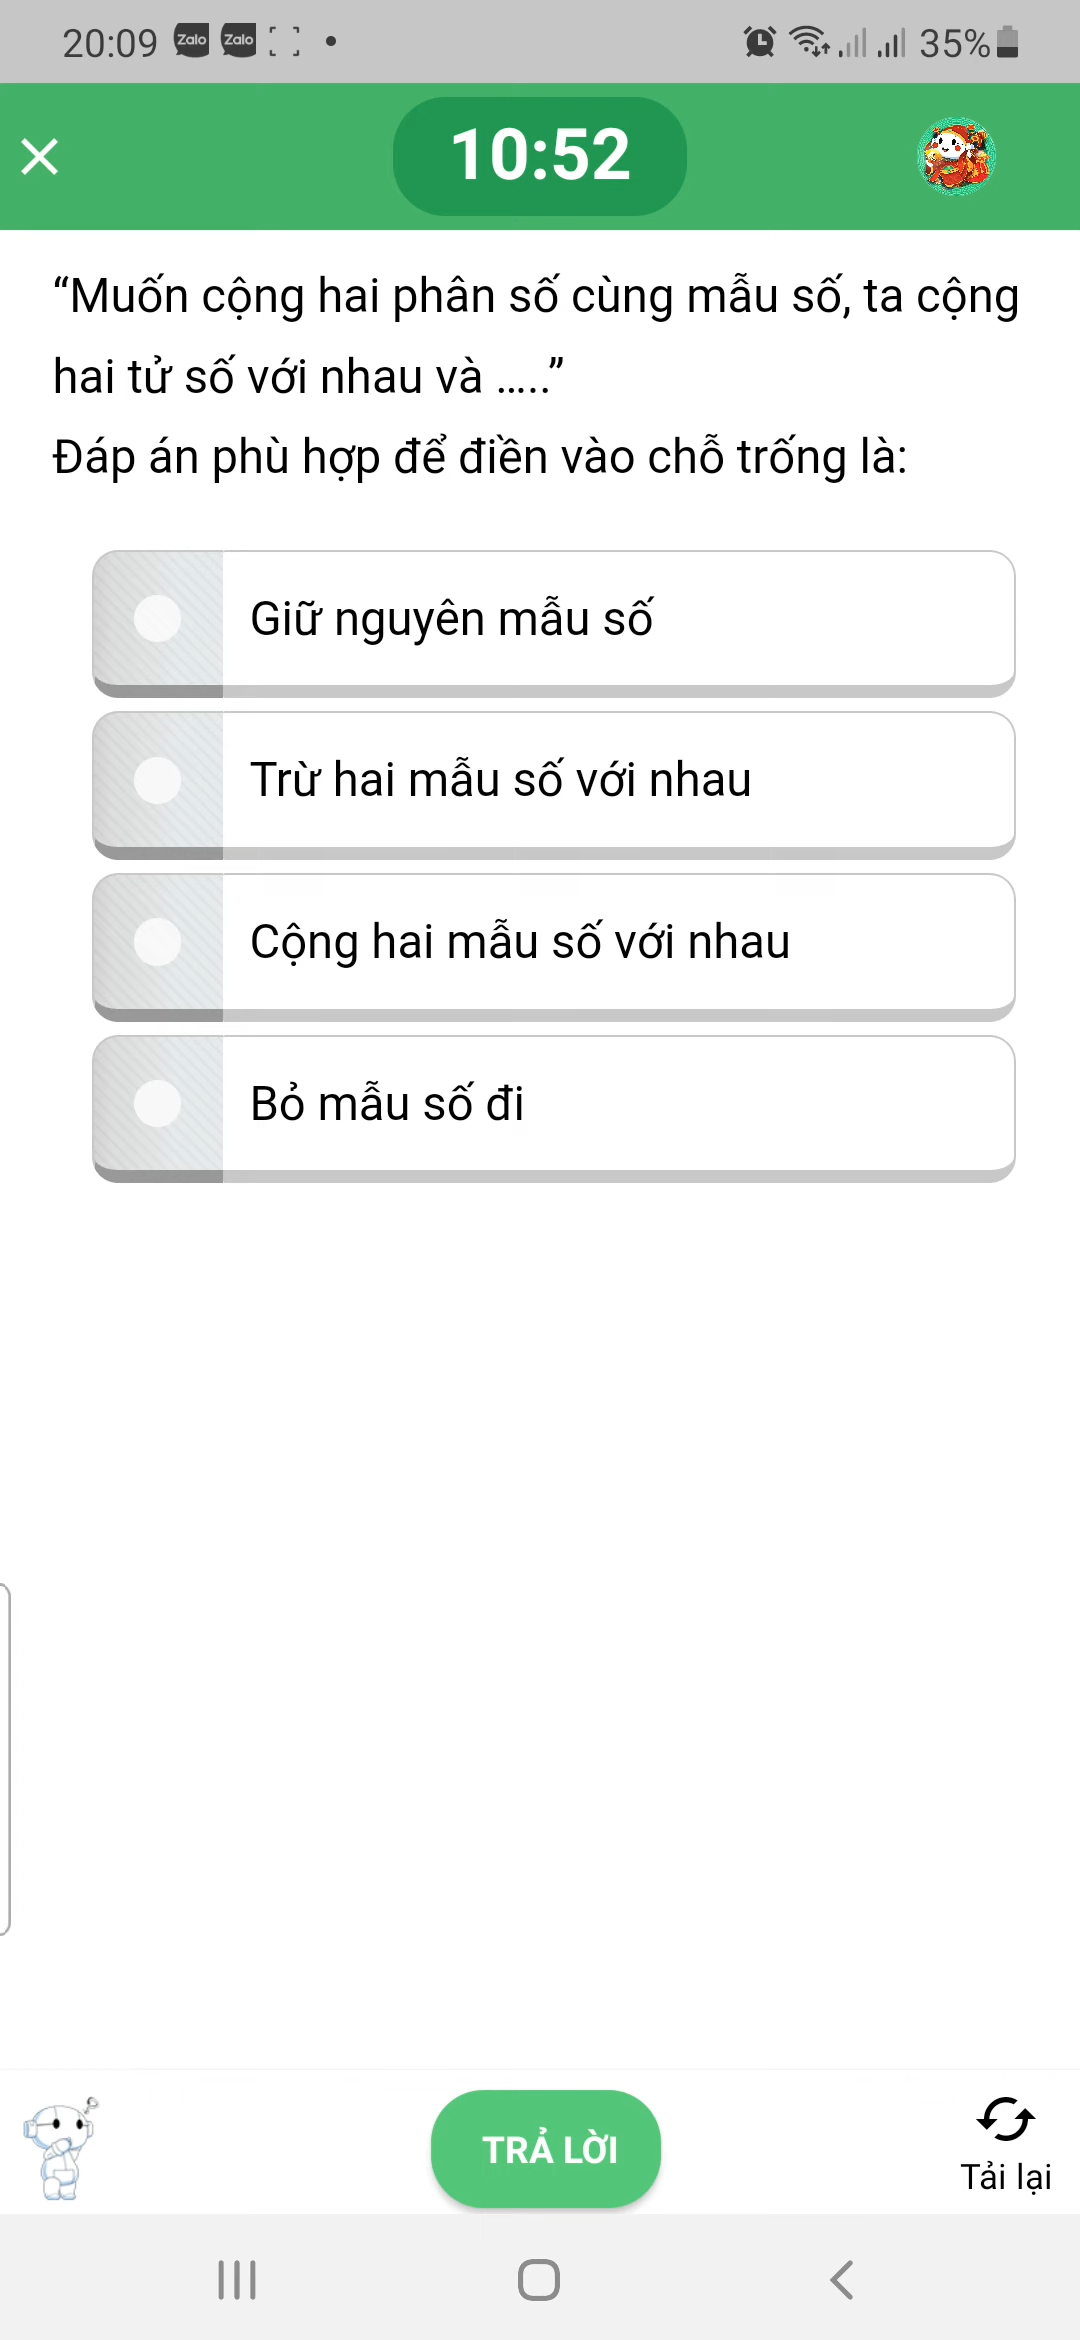 20:09 Zalo Zalo 35%
10:52
“Muốn cộng hai phân số cùng mẫu số, ta cộng
hai tử số với nhau và .....”
Đáp án phù hợp để điền vào chỗ trống là:
Giữ nguyên mẫu số
Trừ hai mẫu số với nhau
Cộng hai mẫu số với nhau
Bỏ mẫu số đi
TRẢ LỜI
Tải lại